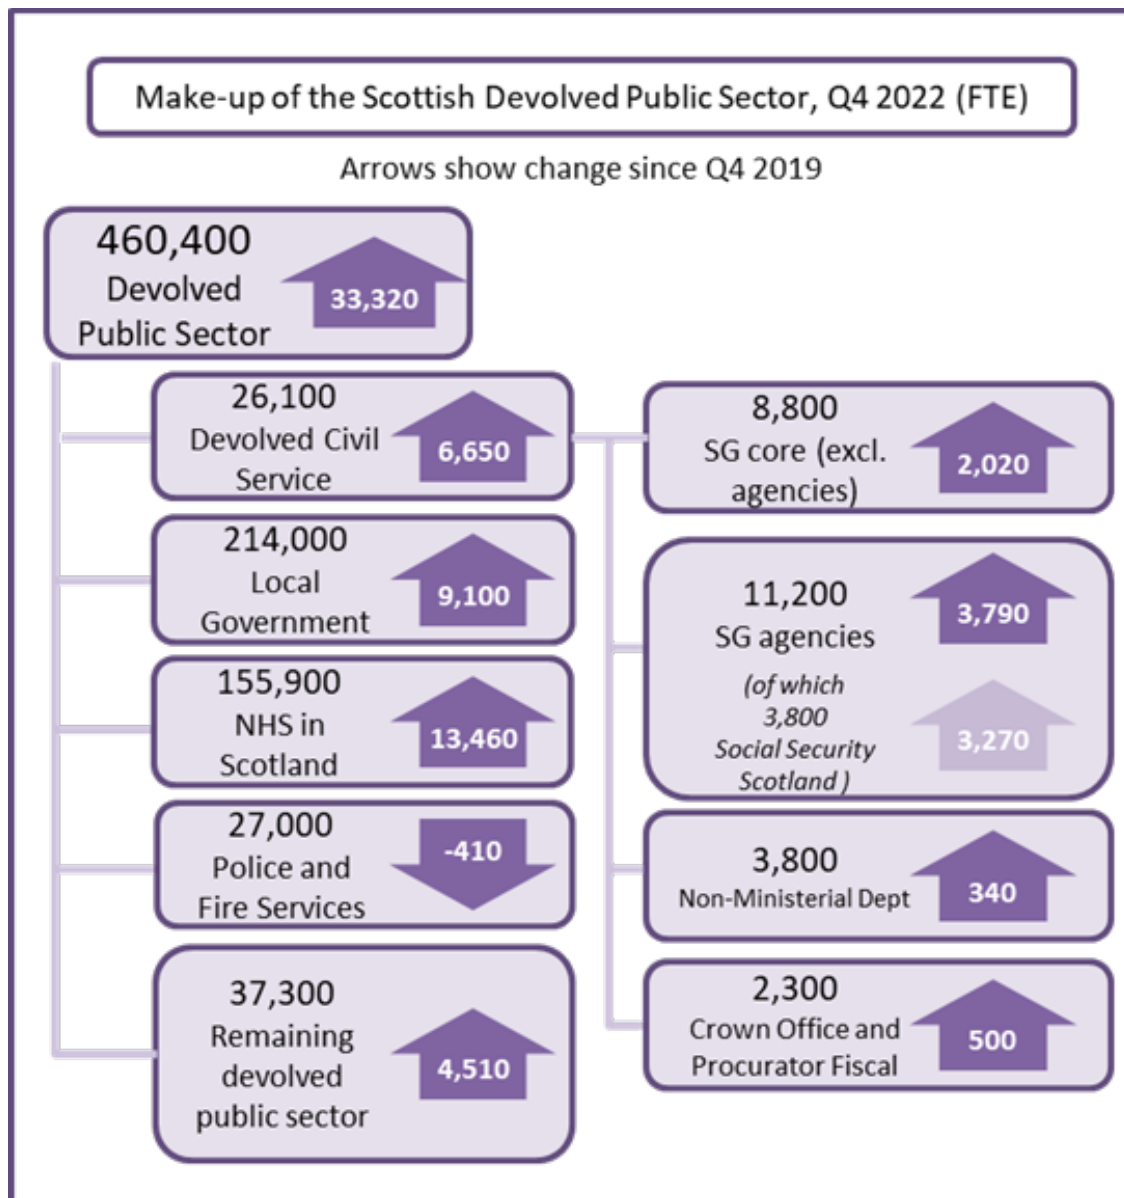 Make-up of the Scottish Devolved Public Sector, Q4 2022 (FTE)
Arrows show change since Q4 2019
460,400
Devolved
Public Sector
33,320
26,100
Devolved Civil
Service
6,650
214,000
Local
Government
9,100
155,900
NHS in
Scotland
13,460
27,000
Police and
Fire Services
-410
37,300
Remaining
devolved
public sector
4,510
8,800
SG core (excl.
agencies)
2,020
11,200
SG agencies
3,790
(of which
3,800
Social Security
Scotland )
3,270
3,800
Non-Ministerial Dept
340
2,300
Crown Office and
Procurator Fiscal
500